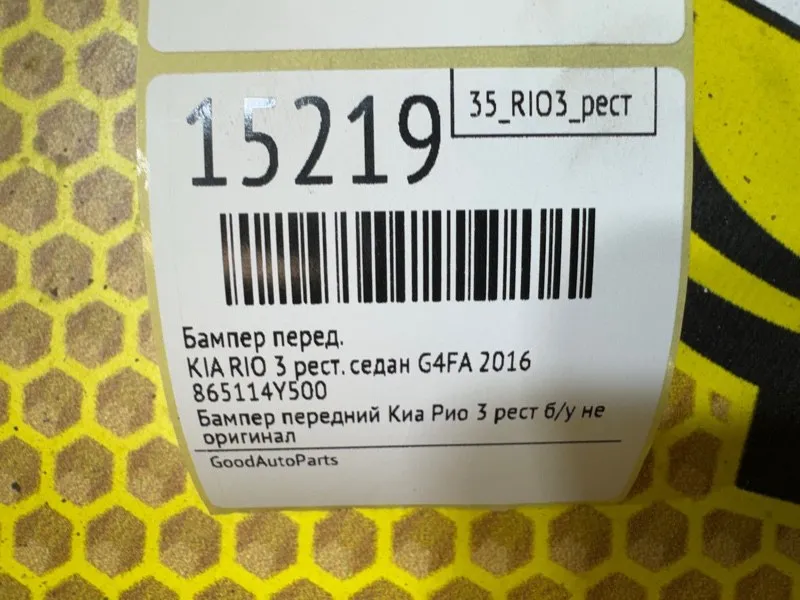 15219
35_RIO3_рест
Бампер перед.
KIA RIO 3 рест. седан G4FA 2016
865114Y500
Бампер передний Киа Рио 3 рест б/у не
оригинал
GoodAutoParts